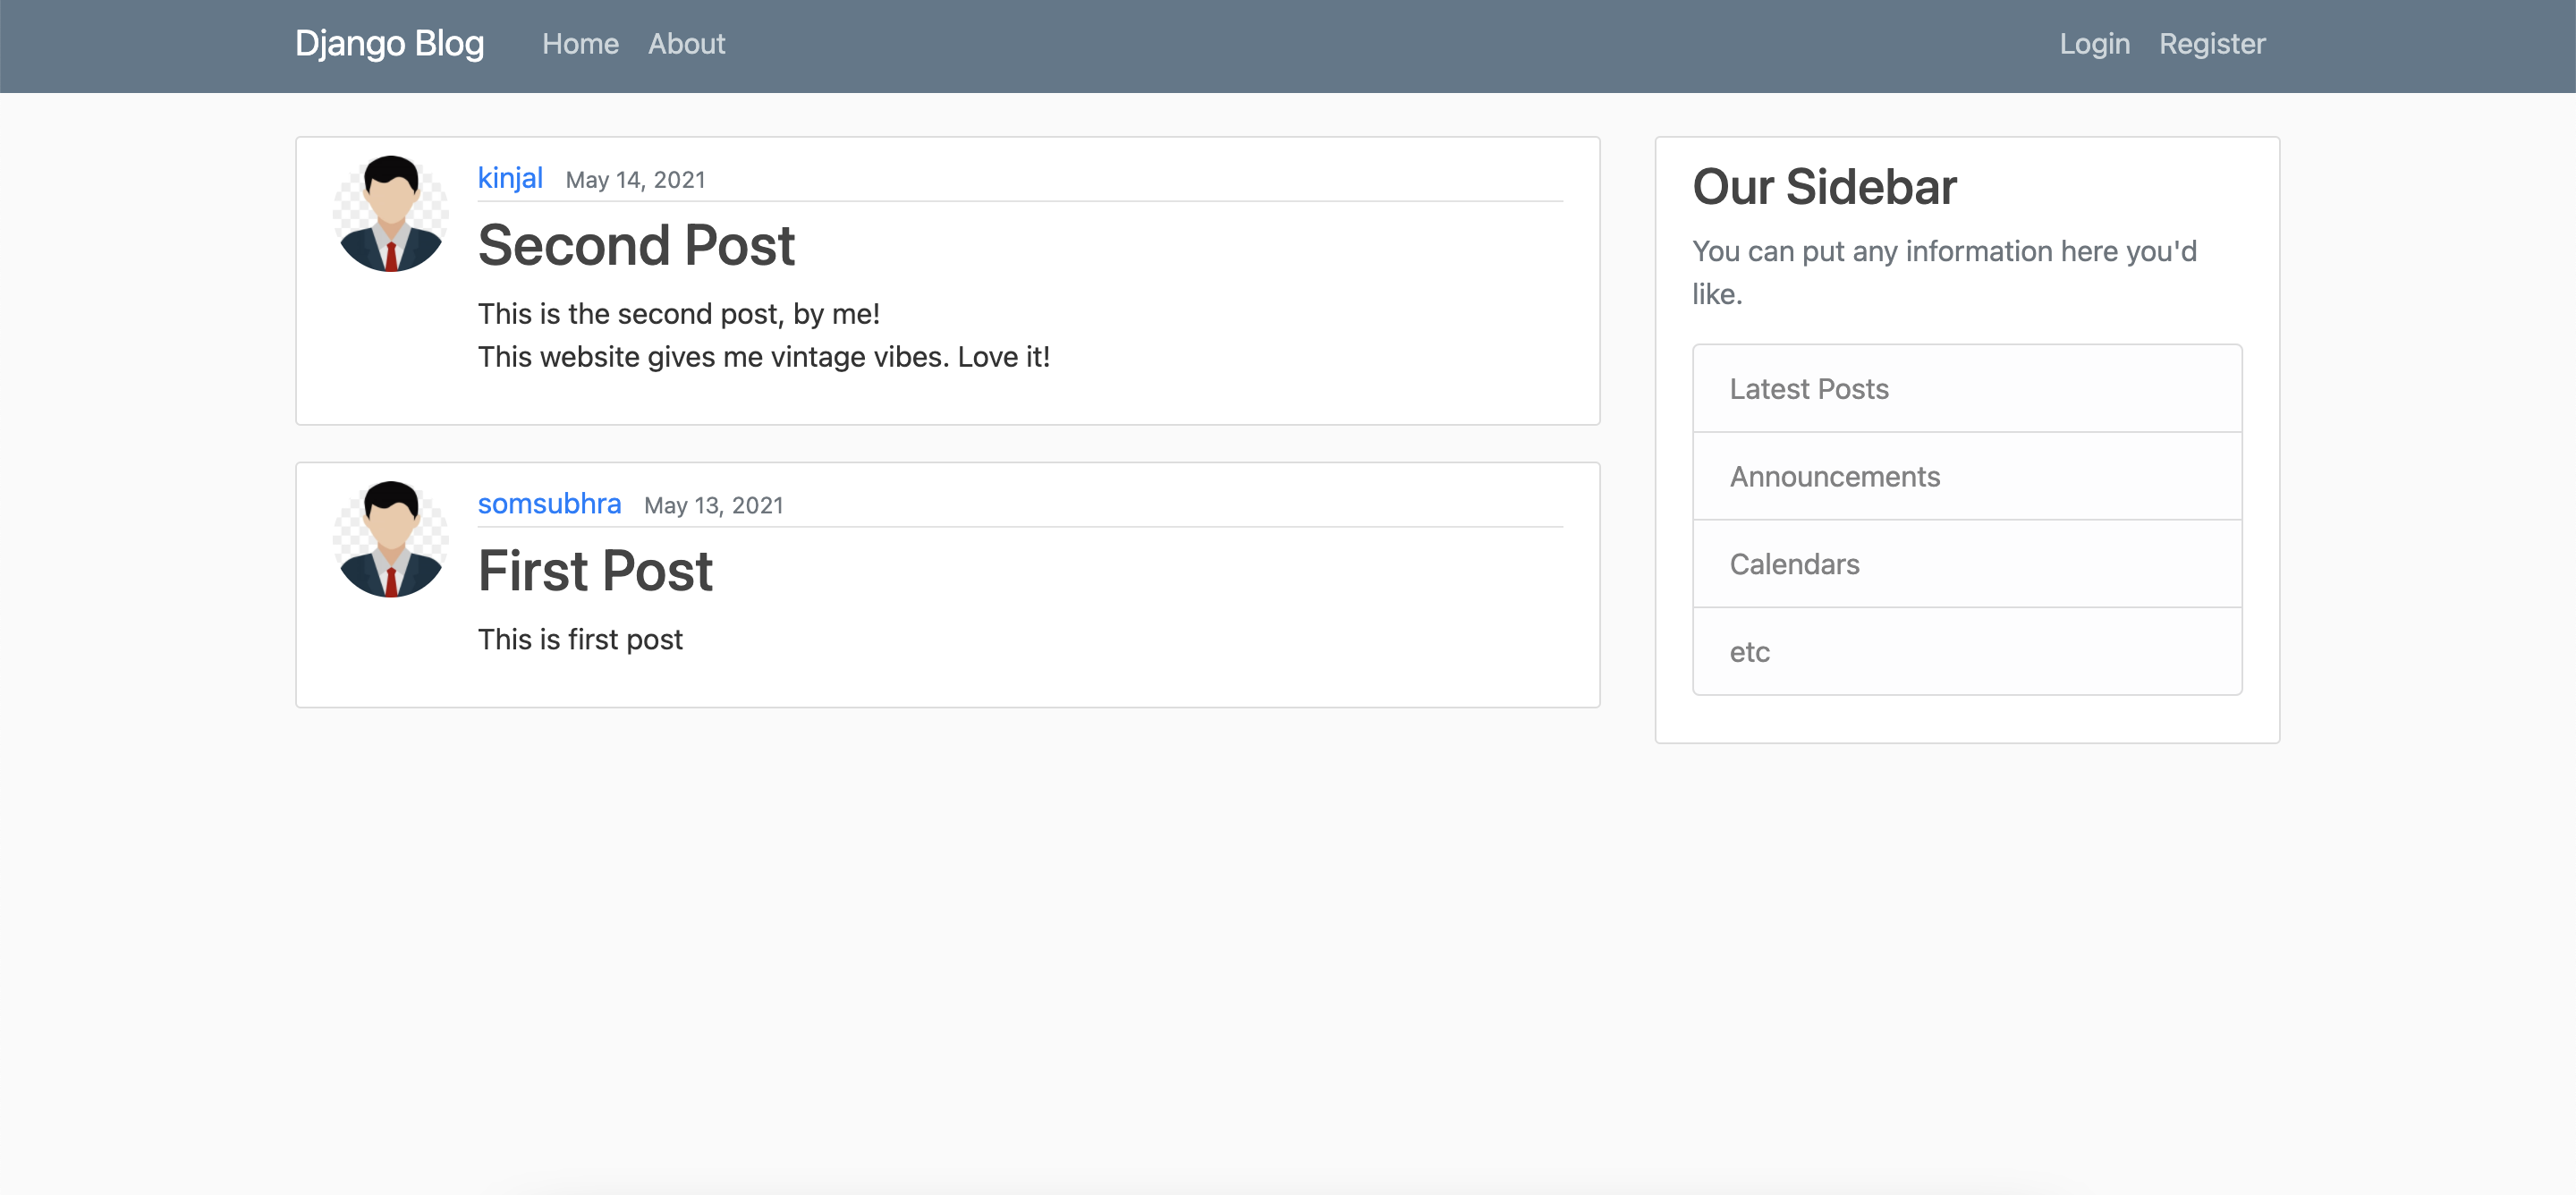 Django Blog Home About Login Register
kinjal May 14, 2021
Second Post
This is the second post, by me!
This website gives me vintage vibes. Love it!
somsubhra May 13, 2021
First Post
This is first post
Our Sidebar
You can put any information here you'd
like.
Latest Posts
Announcements
Calendars
etc